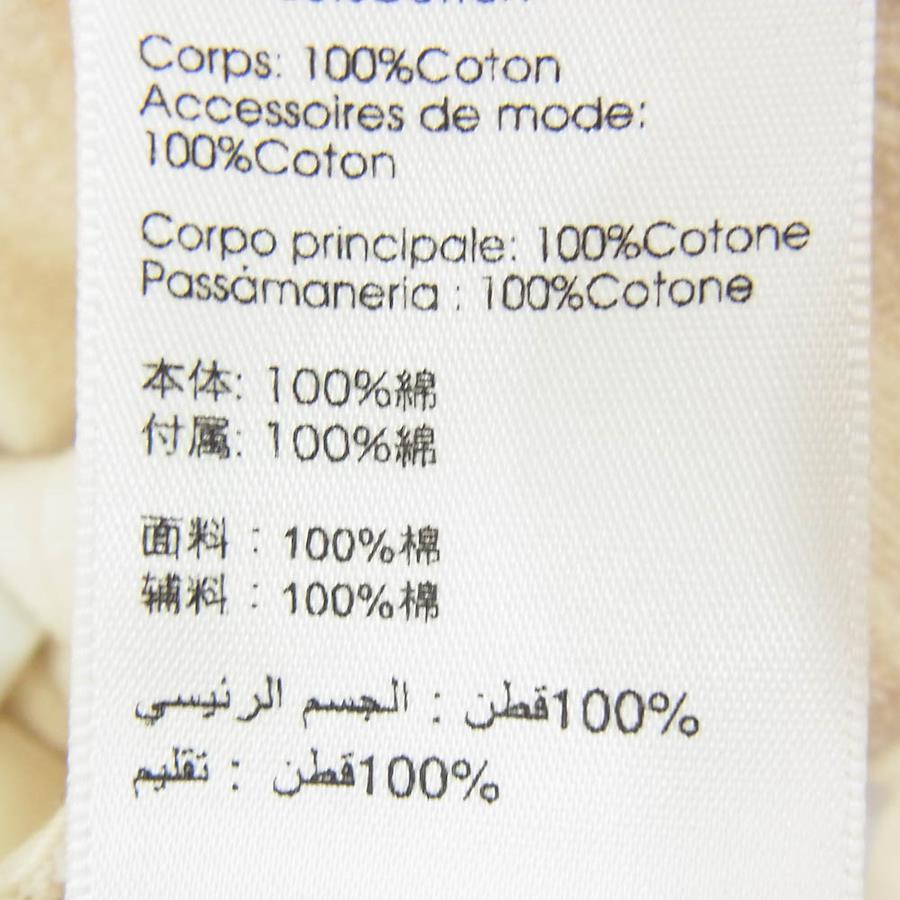 Corps: 100%Coton
Accessoires de mode:
100%Coton
Corpo principale: 100%Cotone
Passamaneria : 100%Cotone
本体: 100%綿
付属: 100%綿
面料 : 100%棉
辅料 : 100%棉
100%قطن : الجسم الرئيسي
100%قطن : تقليم